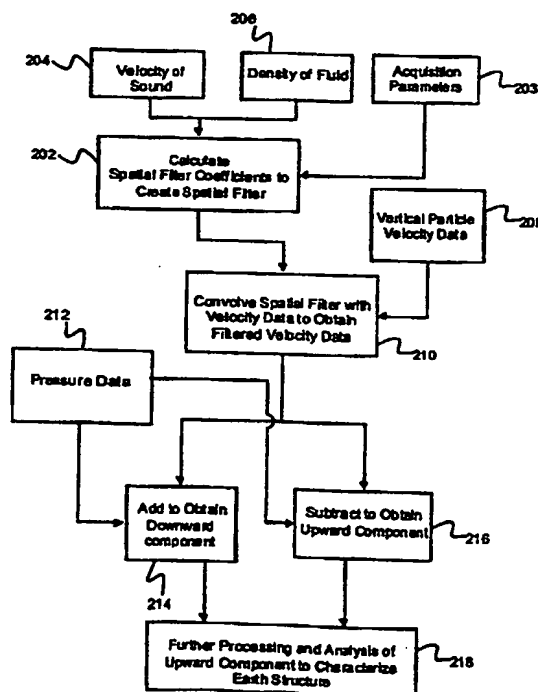 206
204
Velocity of
Sound
Density of Fluid
Acquisition
Parameters
203
202
Calculate
Spatial Filter Coefficients to
Create Spatial Filter
Vertical Particle
Velocity Data
Convolve Spatial Filter with
Velocity Data to Obtain
Filtered Velocity Data
210
212
Pressure Data
Add to Obtain
Downward
component
Subtract to Obtain
Upward Component
216
214
Further Processing and Analysis of
Upward Component to Characterize
Earth Structure
218